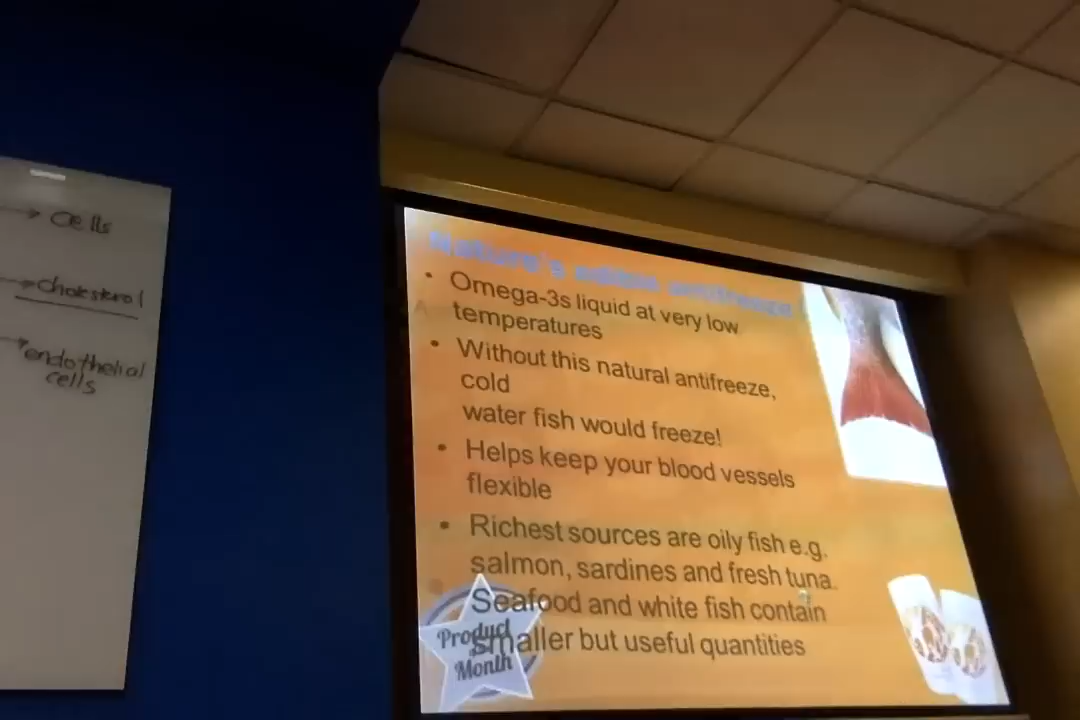 cells
cholesterol
endothelial
cells
Nature's edible antifreeze
• Omega-3s liquid at very low
temperatures
• Without this natural antifreeze,
cold
water fish would freeze!
• Helps keep your blood vessels
flexible
• Richest sources are oily fish e.g.
salmon, sardines and fresh tuna.
Seafood and white fish contain
smaller but useful quantities
Product
Month